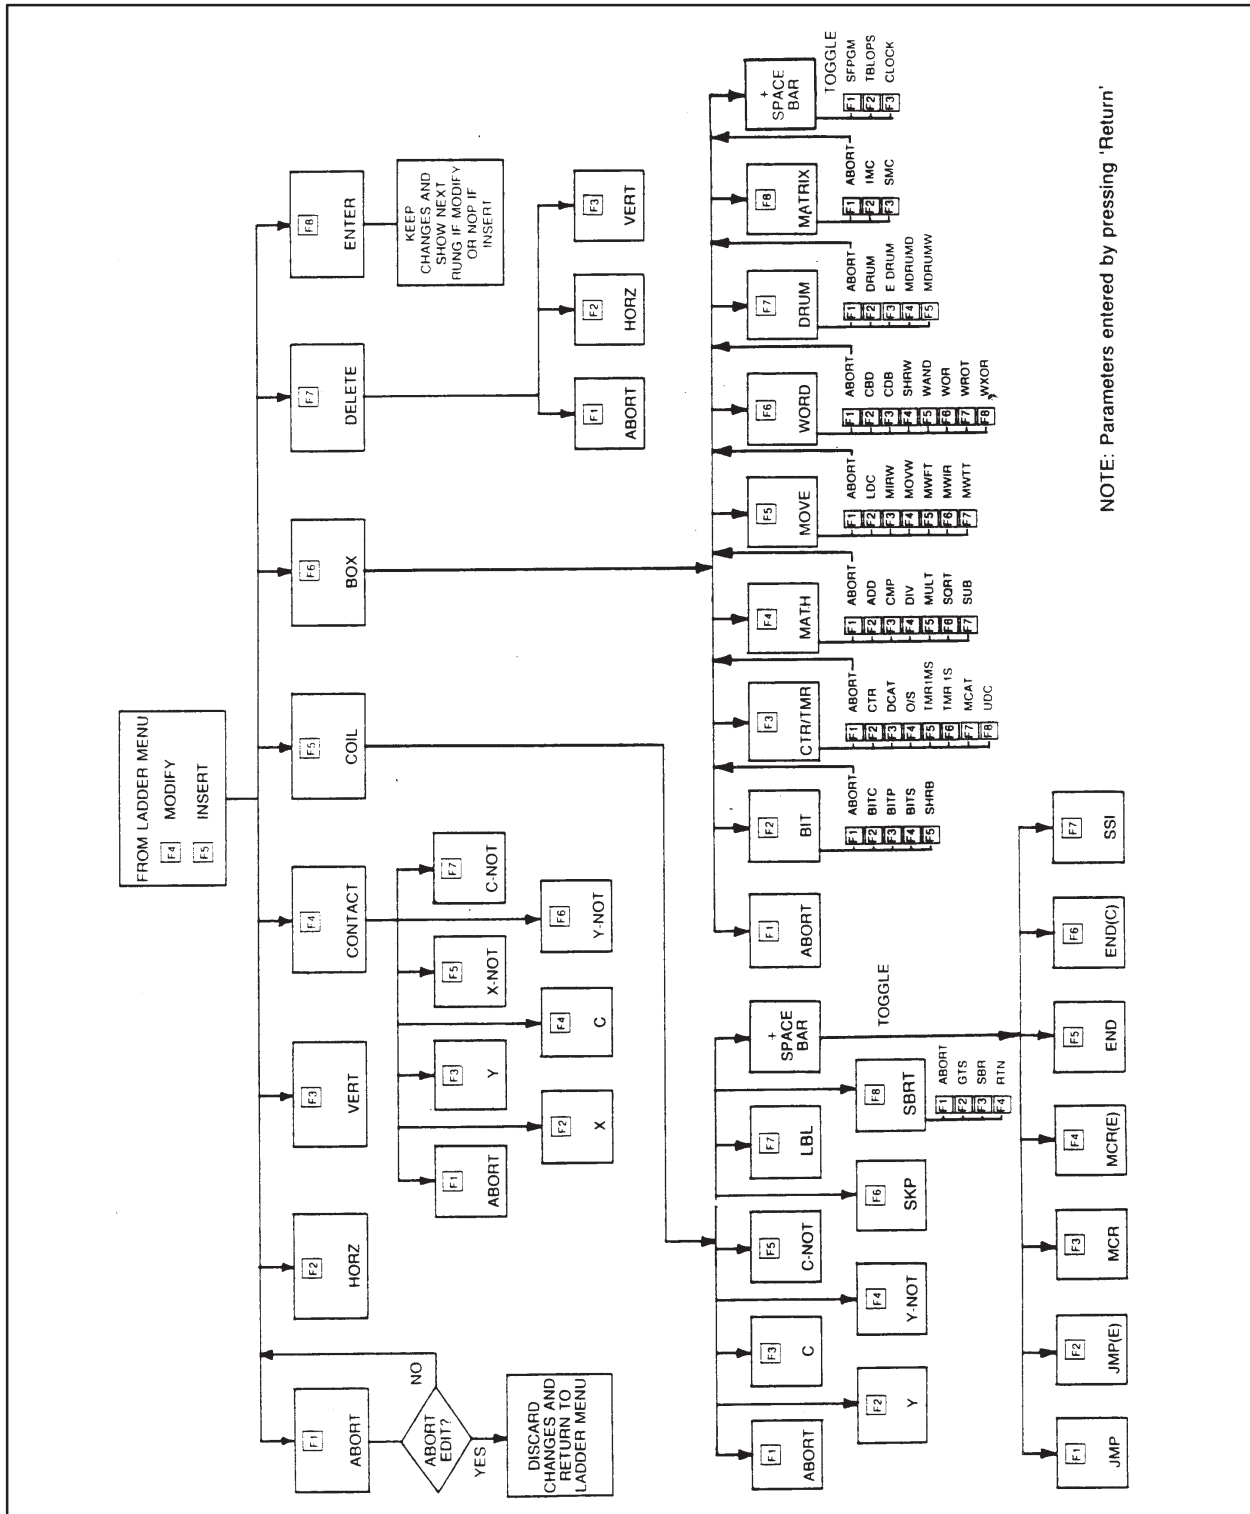 FROM LADDER MENU
F4 MODIFY
F5 INSERT
F1
ABORT
ABORT
EDIT?
NO
YES
DISCARD
CHANGES AND
RETURN TO
LADDER MENU
F2
HORZ
F3
VERT
F4
CONTACT
F1
ABORT
F2
X
F3
Y
F4
C
F5
X-NOT
F6
Y-NOT
F7
C-NOT
F5
COIL
F6
BOX
F7
DELETE
F1
ABORT
F2
HORZ
F3
VERT
F8
ENTER
KEEP
CHANGES AND
SHOW NEXT
RUNG IF MODIFY
OR NOP IF
INSERT
F1
ABORT
F2
Y
F3
C
F4
Y-NOT
F5
C-NOT
F6
SKP
F7
LBL
F8
SBRT
F1 ABORT
F2 GTS
F3 SBR
F4 RTN
+
SPACE
BAR
TOGGLE
F1
JMP
F2
JMP(E)
F3
MCR
F4
MCR(E)
F5
END
F6
END(C)
F7
SSI
F1
ABORT
F2
BIT
F1 ABORT
F2 BITC
F3 BITP
F4 BITS
F5 SHRB
F3
CTR/TMR
F1 ABORT
F2 CTR
F3 DCAT
F4 O/S
F5 TMR1MS
F6 TMR 1S
F7 MCAT
F8 UDC
F4
MATH
F1 ABORT
F2 ADD
F3 CMP
F4 DIV
F5 MULT
F6 SQRT
F7 SUB
F5
MOVE
F1 ABORT
F2 LDC
F3 MIRW
F4 MOVW
F5 MWFT
F6 MWIR
F7 MWTT
F6
WORD
F1 ABORT
F2 CBD
F3 CDB
F4 SHRW
F5 WAND
F6 WOR
F7 WROT
F8 WXOR
F7
DRUM
F1 ABORT
F2 DRUM
F3 E DRUM
F4 MDRUMD
F5 MDRUMW
F8
MATRIX
F1 ABORT
F2 IMC
F3 SMC
+
SPACE
BAR
TOGGLE
F1 SFPGM
F2 TBLOPS
F3 CLOCK
NOTE: Parameters entered by pressing 'Return'